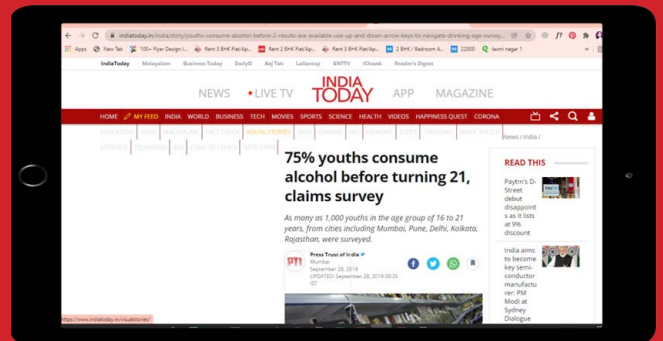 indiatoday.in/india/story/youths-consume-alcohol-before-2-results-are-available-use-up-and-down-arrow-keys-to-navigate-drinking-age-survey...
Apps New Tab 100+ Flyer Design I... Rent 3 BHK Flat/Ap... Rent 2 BHK Flat/Ap... Rent 3 BHK Flat/Ap... 2 BHK / Bedroom A... 22000 laxmi nagar 1
IndiaToday Malayalam Business Today DailyO Aaj Tak Lallantop GNTTV iChowk Reader's Digest
NEWS LIVE TV INDIA TODAY APP MAGAZINE
HOME MY FEED INDIA WORLD BUSINESS TECH MOVIES SPORTS SCIENCE HEALTH VIDEOS HAPPINESS QUEST CORONA
EDUCATION AUTO MALAYALAM FACT CHECK VISUAL STORIES
LIFESTYLE TELEVISION
News / India /
75% youths consume
alcohol before turning 21,
claims survey
As many as 1,000 youths in the age group of 16 to 21
years, from cities including Mumbai, Pune, Delhi, Kolkata,
Rajasthan, were surveyed.
PTI
Press Trust of India
Mumbai
September 28, 2019
UPDATED: September 28, 2019 00:25
IST
READ THIS
Paytm's D-
Street
debut
disappoint
s as it lists
at 9%
discount
India aims
to become
key semi-
conductor
manufactu
rer: PM
Modi at
Sydney
Dialogue
https://www.indiatoday.in/visualstories/